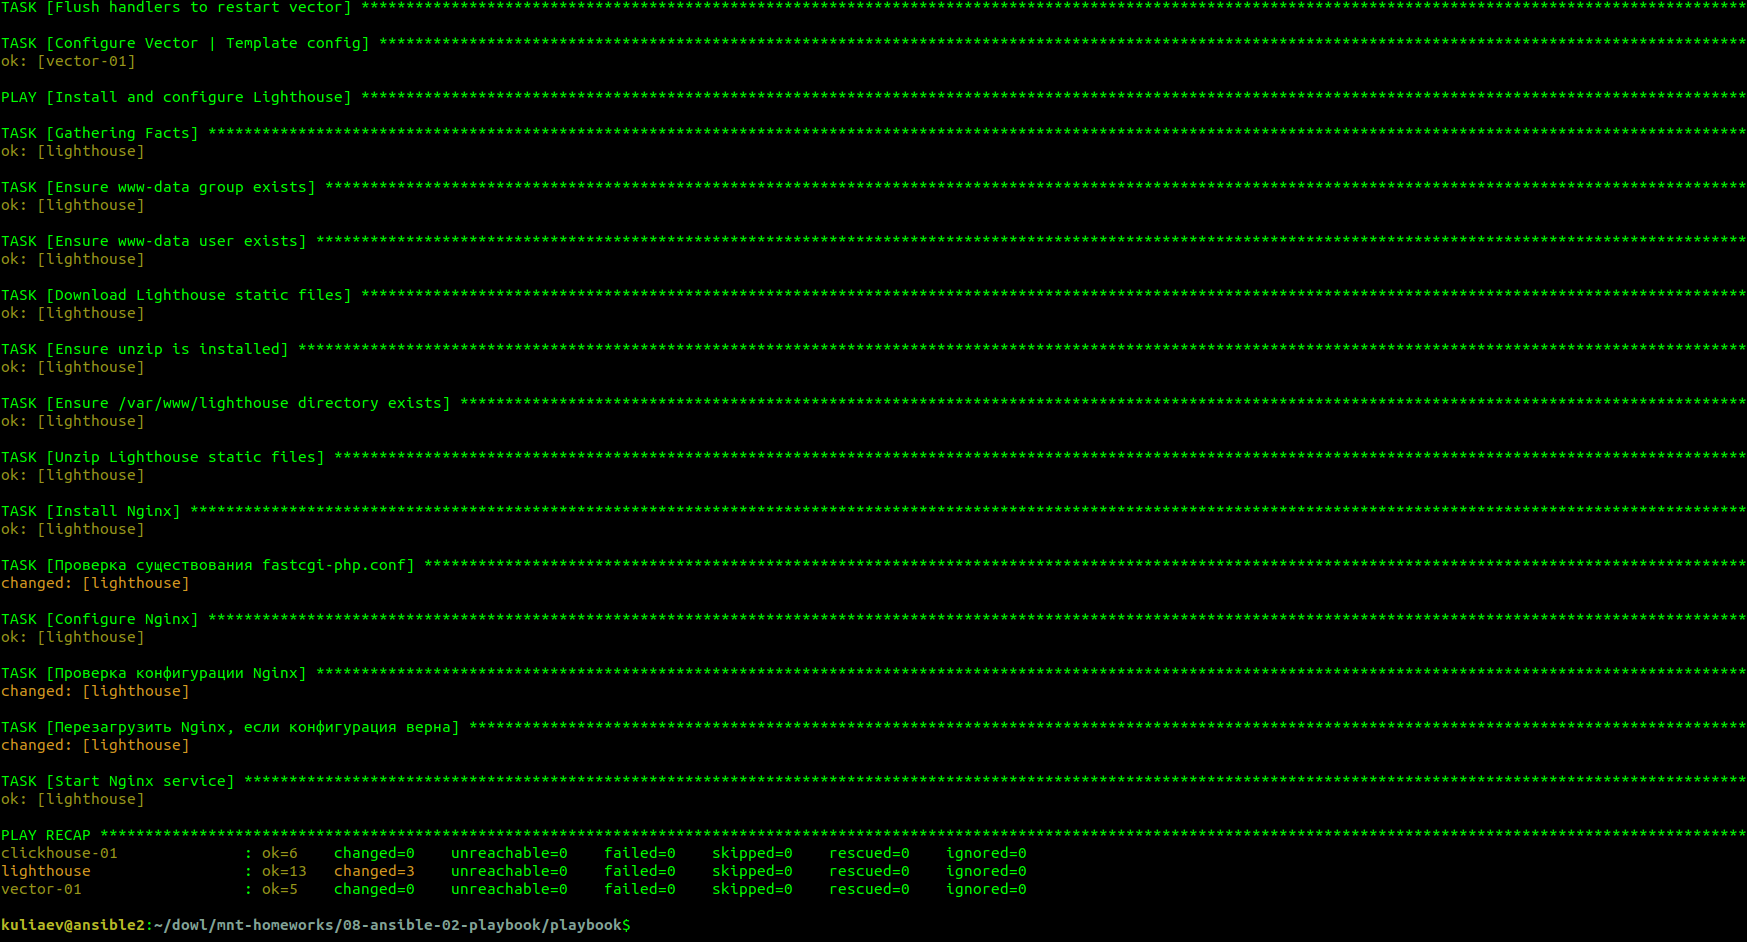 TASK [Flush handlers to restart vector] ****************************************************************************************************************************************************************
TASK [Configure Vector | Template config] **************************************************************************************************************************************************************
ok: [vector-01]
PLAY [Install and configure Lighthouse] ****************************************************************************************************************************************************************
TASK [Gathering Facts] *********************************************************************************************************************************************************************************
ok: [lighthouse]
TASK [Ensure www-data group exists] ********************************************************************************************************************************************************************
ok: [lighthouse]
TASK [Ensure www-data user exists] *********************************************************************************************************************************************************************
ok: [lighthouse]
TASK [Download Lighthouse static files] ****************************************************************************************************************************************************************
ok: [lighthouse]
TASK [Ensure unzip is installed] ***********************************************************************************************************************************************************************
ok: [lighthouse]
TASK [Ensure /var/www/lighthouse directory exists] *****************************************************************************************************************************************************
ok: [lighthouse]
TASK [Unzip Lighthouse static files] *******************************************************************************************************************************************************************
ok: [lighthouse]
TASK [Install Nginx] ***********************************************************************************************************************************************************************************
ok: [lighthouse]
TASK [Проверка существования fastcgi-php.conf] *********************************************************************************************************************************************************
changed: [lighthouse]
TASK [Configure Nginx] *********************************************************************************************************************************************************************************
ok: [lighthouse]
TASK [Проверка конфигурации Nginx] *********************************************************************************************************************************************************************
changed: [lighthouse]
TASK [Перезагрузить Nginx, если конфигурация верна] ****************************************************************************************************************************************************
changed: [lighthouse]
TASK [Start Nginx service] *****************************************************************************************************************************************************************************
ok: [lighthouse]
PLAY RECAP *********************************************************************************************************************************************************************************************
clickhouse-01              : ok=6    changed=0    unreachable=0    failed=0    skipped=0    rescued=0    ignored=0
lighthouse                 : ok=13   changed=3    unreachable=0    failed=0    skipped=0    rescued=0    ignored=0
vector-01                  : ok=5    changed=0    unreachable=0    failed=0    skipped=0    rescued=0    ignored=0
kuliaev@ansible2:~/dowl/mnt-homeworks/08-ansible-02-playbook/playbook$